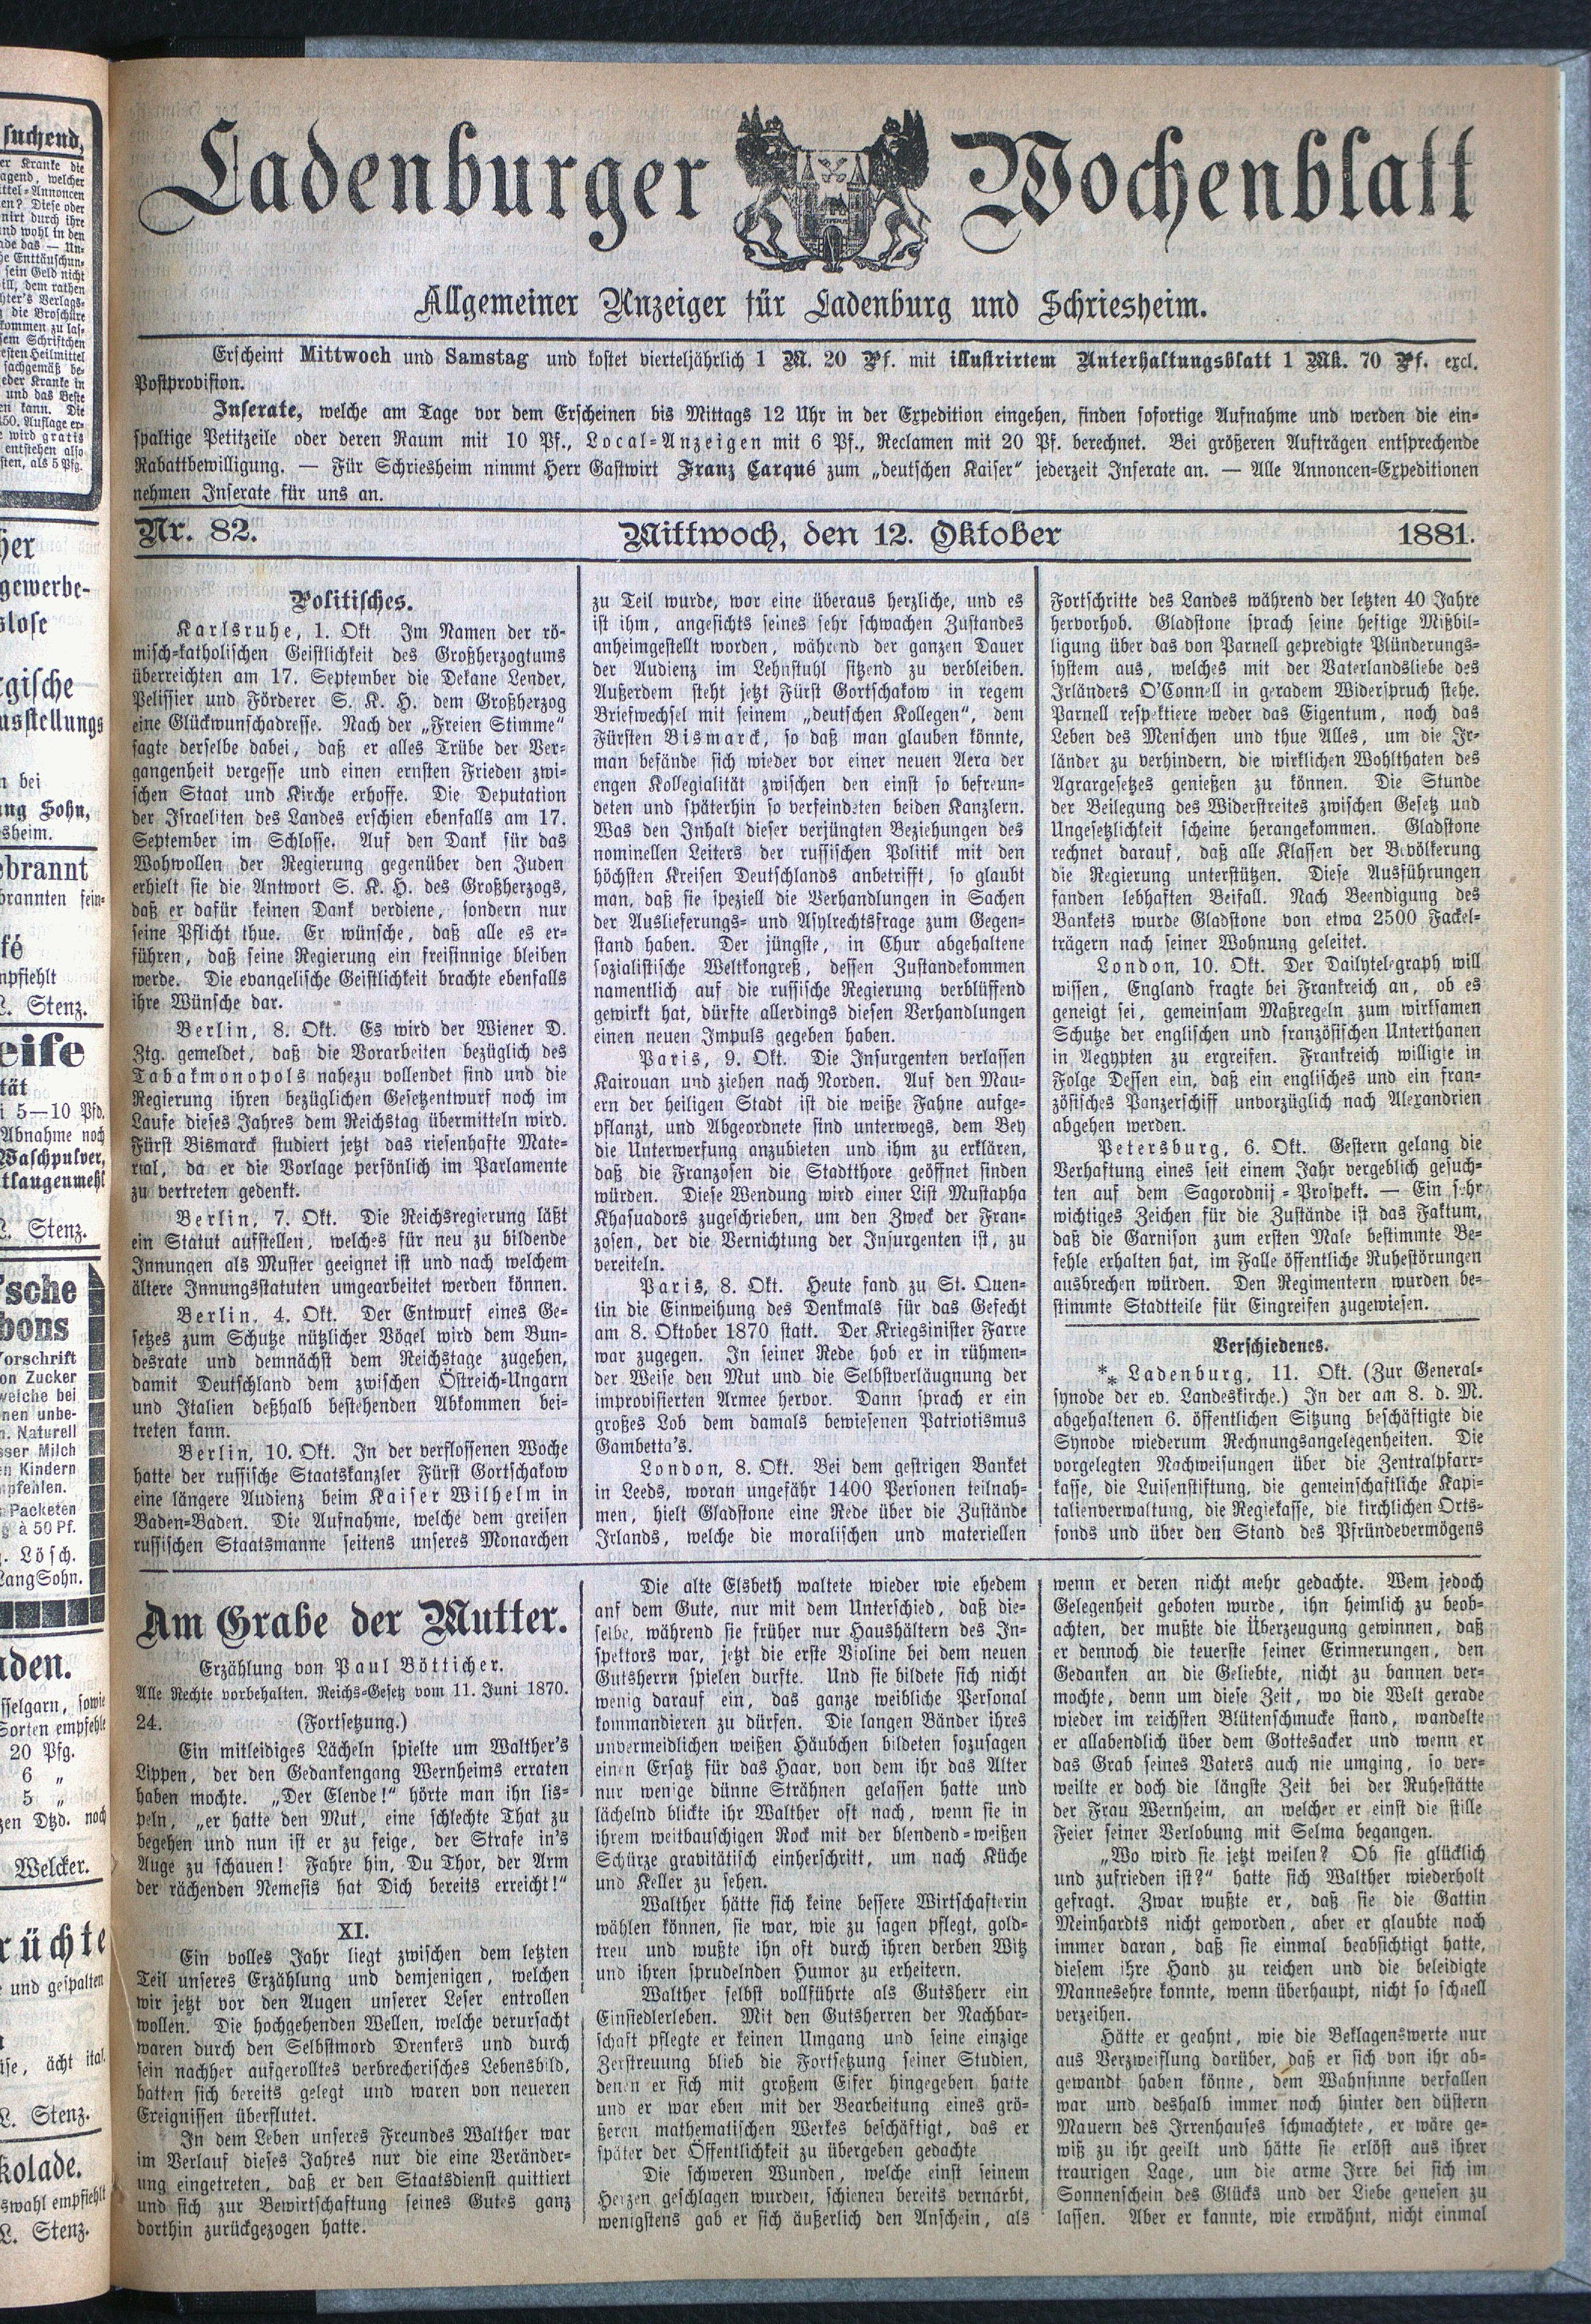 Ladenburger Wochenblatt
Allgemeiner Anzeiger für Ladenburg und Schriesheim.
Erscheint Mittwoch und Samstag und kostet vierteljährlich 1 M. 20 Pf. mit illustrirtem Unterhaltungsblatt 1 Mk. 70 Pf. excl.
Postprovision.
Inserate, welche am Tage vor dem Erscheinen bis Mittags 12 Uhr in der Expedition eingehen, finden sofortige Aufnahme und werden die ein-
spaltige Petitzeile oder deren Raum mit 10 Pf., Local-Anzeigen mit 6 Pf., Reclamen mit 20 Pf. berechnet. Bei größeren Aufträgen entsprechende
Rabattbewilligung. — Für Schriesheim nimmt Herr Gastwirt Franz Carqué zum „deutschen Kaiser“ jederzeit Inserate an. — Alle Annoncen-Expeditionen
nehmen Inserate für uns an.
Nr. 82. Mittwoch, den 12. Oktober 1881.
Politisches.
Karlsruhe, 1. Okt Im Namen der rö-
misch-katholischen Geistlichkeit des Großherzogtums
überreichten am 17. September die Dekane Lender,
Pelissier und Förderer S. K. H. dem Großherzog
eine Glückwunschadresse. Nach der „Freien Stimme“
sagte derselbe dabei, daß er alles Trübe der Ver-
gangenheit vergesse und einen ernsten Frieden zwi-
schen Staat und Kirche erhoffe. Die Deputation
der Israeliten des Landes erschien ebenfalls am 17.
September im Schlosse. Auf den Dank für das
Wohwollen der Regierung gegenüber den Juden
erhielt sie die Antwort S. K. H. des Großherzogs,
daß er dafür keinen Dank verdiene, sondern nur
seine Pflicht thue. Er wünsche, daß alle es er-
führen, daß seine Regierung ein freisinnige bleiben
werde. Die evangelische Geistlichkeit brachte ebenfalls
ihre Wünsche dar.
Berlin, 8. Okt. Es wird der Wiener D.
Ztg. gemeldet, daß die Vorarbeiten bezüglich des
Tabakmonopols nahezu vollendet sind und die
Regierung ihren bezüglichen Gesetzentwurf noch im
Laufe dieses Jahres dem Reichstag übermitteln wird.
Fürst Bismarck studiert jetzt das riesenhafte Mate-
rial, da er die Vorlage persönlich im Parlamente
zu vertreten gedenkt.
Berlin, 7. Okt. Die Reichsregierung läßt
ein Statut aufstellen, welches für neu zu bildende
Innungen als Muster geeignet ist und nach welchem
ältere Innungsstatuten umgearbeitet werden können.
Berlin, 4. Okt. Der Entwurf eines Ge-
setzes zum Schutze nützlicher Vögel wird dem Bun-
desrate und demnächst dem Reichstage zugehen,
damit Deutschland dem zwischen Östreich-Ungarn
und Italien deßhalb bestehenden Abkommen bei-
treten kann.
Berlin, 10. Okt. In der verflossenen Woche
hatte der russische Staatskanzler Fürst Gortschakow
eine längere Audienz beim Kaiser Wilhelm in
Baden-Baden. Die Aufnahme, welche dem greisen
russischen Staatsmanne seitens unseres Monarchen
zu Teil wurde, wor eine überaus herzliche, und es
ist ihm, angesichts seines sehr schwachen Zustandes
anheimgestellt worden, während der ganzen Dauer
der Audienz im Lehnstuhl sitzend zu verbleiben.
Außerdem steht jetzt Fürst Gortschakow in regem
Briefwechsel mit seinem „deutschen Kollegen“, dem
Fürsten Bismarck, so daß man glauben könnte,
man befände sich wieder vor einer neuen Aera der
engen Kollegialität zwischen den einst so befreun-
deten und späterhin so verfeindeten beiden Kanzlern.
Was den Inhalt dieser verjüngten Beziehungen des
nominellen Leiters der russischen Politik mit den
höchsten Kreisen Deutschlands anbetrifft, so glaubt
man, daß sie speziell die Verhandlungen in Sachen
der Auslieferungs- und Asylrechtsfrage zum Gegen-
stand haben. Der jüngste, in Chur abgehaltene
sozialistische Weltkongreß, dessen Zustandekommen
namentlich auf die russische Regierung verblüffend
gewirkt hat, dürfte allerdings diesen Verhandlungen
einen neuen Impuls gegeben haben.
Paris, 9. Okt. Die Insurgenten verlassen
Kairouan und ziehen nach Norden. Auf den Mau-
ern der heiligen Stadt ist die weiße Fahne aufge-
pflanzt, und Abgeordnete sind unterwegs, dem Bey
die Unterwerfung anzubieten und ihm zu erklären,
daß die Franzosen die Stadtthore geöffnet finden
würden. Diese Wendung wird einer List Mustapha
Khasuadors zugeschrieben, um den Zweck der Fran-
zosen, der die Vernichtung der Insurgenten ist, zu
vereiteln.
Paris, 8. Okt. Heute fand zu St. Quen-
tin die Einweihung des Denkmals für das Gefecht
am 8. Oktober 1870 statt. Der Kriegsinister Farre
war zugegen. In seiner Rede hob er in rühmen-
der Weise den Mut und die Selbstverläugnung der
improvisierten Armee hervor. Dann sprach er ein
großes Lob dem damals bewiesenen Patriotismus
Gambetta's.
London, 8. Okt. Bei dem gestrigen Banket
in Leeds, woran ungefähr 1400 Personen teilnah-
men, hielt Gladstone eine Rede über die Zustände
Irlands, welche die moralischen und materiellen
Fortschritte des Landes während der letzten 40 Jahre
hervorhob. Gladstone sprach seine heftige Mißbil-
ligung über das von Parnell gepredigte Plünderungs-
system aus, welches mit der Vaterlandsliebe des
Irländers O'Connell in geradem Widerspruch stehe.
Parnell respektiere weder das Eigentum, noch das
Leben des Menschen und thue Alles, um die Ir-
länder zu verhindern, die wirklichen Wohlthaten des
Agrargesetzes genießen zu können. Die Stunde
der Beilegung des Widerstreites zwischen Gesetz und
Ungesetzlichkeit scheine herangekommen. Gladstone
rechnet darauf, daß alle Klassen der Bevölkerung
die Regierung unterstützen. Diese Ausführungen
fanden lebhaften Beifall. Nach Beendigung des
Bankets wurde Gladstone von etwa 2500 Fackel-
trägern nach seiner Wohnung geleitet.
London, 10. Okt. Der Dailytelegraph will
wissen, England fragte bei Frankreich an, ob es
geneigt sei, gemeinsam Maßregeln zum wirksamen
Schutze der englischen und französischen Unterthanen
in Aegypten zu ergreifen. Frankreich willigte in
Folge Dessen ein, daß ein englisches und ein fran-
zösisches Panzerschiff unvorzüglich nach Alexandrien
abgehen werden.
Petersburg, 6. Okt. Gestern gelang die
Verhaftung eines seit einem Jahr vergeblich gesuch-
ten auf dem Sagorodnij-Prospekt. — Ein sehr
wichtiges Zeichen für die Zustände ist das Faktum,
daß die Garnison zum ersten Male bestimmte Be-
fehle erhalten hat, im Falle öffentliche Ruhestörungen
ausbrechen würden. Den Regimentern wurden be-
stimmte Stadtteile für Eingreifen zugewiesen.
Verschiedenes.
** Ladenburg, 11. Okt. (Zur General-
synode der ev. Landeskirche.) In der am 8. d. M.
abgehaltenen 6. öffentlichen Sitzung beschäftigte die
Synode wiederum Rechnungsangelegenheiten. Die
vorgelegten Nachweisungen über die Zentralpfarr-
kasse, die Luisenstiftung, die gemeinschaftliche Kapi-
talienverwaltung, die Regiekasse, die kirchlichen Orts-
fonds und über den Stand des Pfründevermögens
Am Grabe der Mutter.
Erzählung von Paul Bötticher.
Alle Rechte vorbehalten. Reichs-Gesetz vom 11. Juni 1870.
24. (Fortsetzung.)
Ein mitleidiges Lächeln spielte um Walther's
Lippen, der den Gedankengang Wernheims erraten
haben mochte. „Der Elende!“ hörte man ihn lis-
peln, „er hatte den Mut, eine schlechte That zu
begehen und nun ist er zu feige, der Strafe in's
Auge zu schauen! Fahre hin, Du Thor, der Arm
der rächenden Nemesis hat Dich bereits erreicht!“
XI.
Ein volles Jahr liegt zwischen dem letzten
Teil unseres Erzählung und demjenigen, welchen
wir jetzt vor den Augen unserer Leser entrollen
wollen. Die hochgehenden Wellen, welche verursacht
waren durch den Selbstmord Drenkers und durch
sein nachher aufgerolltes verbrecherisches Lebensbild,
hatten sich bereits gelegt und waren von neueren
Ereignissen überflutet.
In dem Leben unseres Freundes Walther war
im Verlauf dieses Jahres nur die eine Veränder-
ung eingetreten, daß er den Staatsdienst quittiert
und sich zur Bewirtschaftung seines Gutes ganz
dorthin zurückgezogen hatte.
Die alte Elsbeth waltete wieder wie ehedem
auf dem Gute, nur mit dem Unterschied, daß die-
selbe, während sie früher nur Haushältern des In-
spektors war, jetzt die erste Violine bei dem neuen
Gutsherrn spielen durfte. Und sie bildete sich nicht
wenig darauf ein, das ganze weibliche Personal
kommandieren zu dürfen. Die langen Bänder ihres
unvermeidlichen weißen Häubchen bildeten sozusagen
einen Ersatz für das Haar, von dem ihr das Alter
nur wenige dünne Strähnen gelassen hatte und
lächelnd blickte ihr Walther oft nach, wenn sie in
ihrem weitbauschigen Rock mit der blendend-weißen
Schürze gravitätisch einherschritt, um nach Küche
und Keller zu sehen.
Walther hätte sich keine bessere Wirtschafterin
wählen können, sie war, wie zu sagen pflegt, gold-
treu und wußte ihn oft durch ihren derben Witz
und ihren sprudelnden Humor zu erheitern.
Walther selbst vollführte als Gutsherr ein
Einsiedlerleben. Mit den Gutsherren der Nachbar-
schaft pflegte er keinen Umgang und seine einzige
Zerstreuung blieb die Fortsetzung seiner Studien,
denen er sich mit großem Eifer hingegeben hatte
und er war eben mit der Bearbeitung eines grö-
ßeren mathematischen Werkes beschäftigt, das er
später der Öffentlichkeit zu übergeben gedachte
Die schweren Wunden, welche einst seinem
Herzen geschlagen wurden, schienen bereits vernarbt,
wenigstens gab er sich äußerlich den Anschein, als
wenn er deren nicht mehr gedachte. Wem jedoch
Gelegenheit geboten wurde, ihn heimlich zu beob-
achten, der mußte die Überzeugung gewinnen, daß
er dennoch die teuerste seiner Erinnerungen, den
Gedanken an die Geliebte, nicht zu bannen ver-
mochte, denn um diese Zeit, wo die Welt gerade
wieder im reichsten Blütenschmucke stand, wandelte
er allabendlich über dem Gottesacker und wenn er
das Grab seines Vaters auch nie umging, so ver-
weilte er doch die längste Zeit bei der Ruhestätte
der Frau Wernheim, an welcher er einst die stille
Feier seiner Verlobung mit Selma begangen.
„Wo wird sie jetzt weilen? Ob sie glücklich
und zufrieden ist?“ hatte sich Walther wiederholt
gefragt. Zwar wußte er, daß sie die Gattin
Meinhardts nicht geworden, aber er glaubte noch
immer daran, daß sie einmal beabsichtigt hatte,
diesem ihre Hand zu reichen und die beleidigte
Mannesehre konnte, wenn überhaupt, nicht so schnell
verzeihen.
Hätte er geahnt, wie die Beklagenswerte nur
aus Verzweiflung darüber, daß er sich von ihr ab-
gewandt haben könne, dem Wahnsinne verfallen
war und deshalb immer noch hinter den düstern
Mauern des Irrenhauses schmachtete, er wäre ge-
wiß zu ihr geeilt und hätte sie erlöst aus ihrer
traurigen Lage, um die arme Irre bei sich im
Sonnenschein des Glücks und der Liebe genesen zu
lassen. Aber er kannte, wie erwähnt, nicht einmal